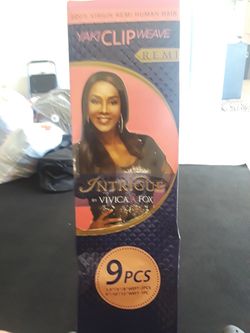 100% VIRGIN REMI HUMAN HAIR
YAKI CLIP WEAVE
REMI
INTRIGUE
BY VIVICA A FOX
9PCS